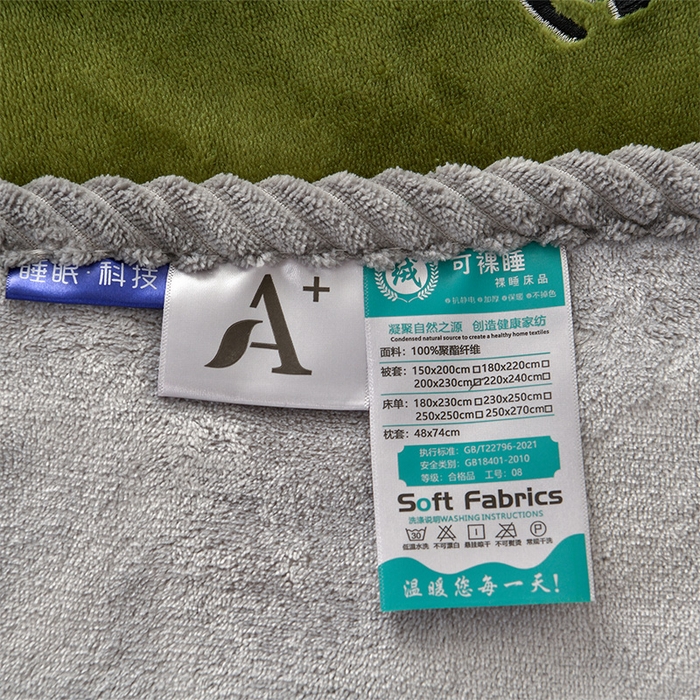 睡眠·科技
A+
绒
可裸睡
裸睡床品
❄抗静电❄加厚❄保暖❄不掉色
凝聚自然之源 创造健康家纺
Condensed natural source to create a healthy home textiles
面料：100%聚酯纤维
被套：150x200cm□180x220cm□
200x230cm□220x240cm□
床单：180x230cm□230x250cm□
250x250cm□250x270cm□
枕套：48x74cm
执行标准：GB/T22796-2021
安全类别：GB18401-2010
等级：合格品 工号：08
Soft Fabrics
洗涤说明WASHING INSTRUCTIONS
30 P
低温水洗 不可漂白 悬挂晾干 不可熨烫 常规干洗
温暖您每一天！